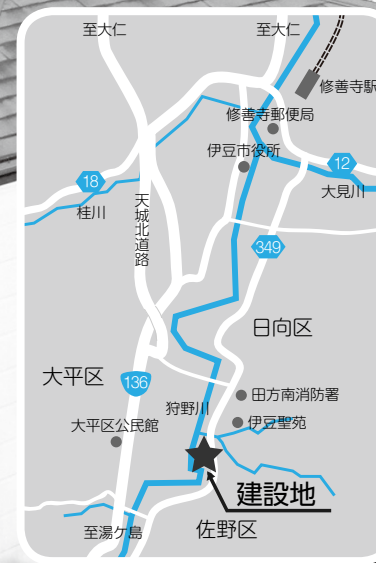 至大仁
至大仁
修善寺駅
修善寺郵便局
伊豆市役所
12
18
大見川
桂川
天城北道路
349
日向区
大平区
136
田方南消防署
狩野川
伊豆聖苑
大平区公民館
建設地
至湯ケ島
佐野区